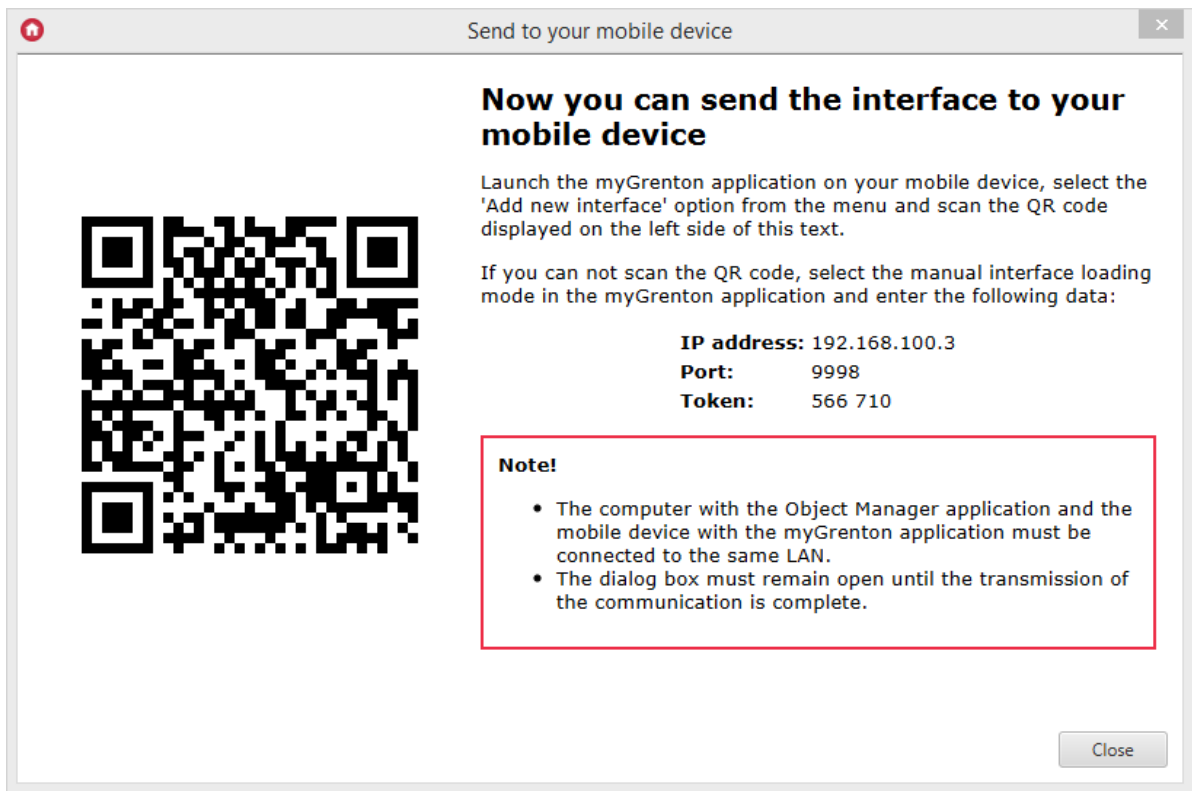 Send to your mobile device
Now you can send the interface to your
mobile device
Launch the myGrenton application on your mobile device, select the
'Add new interface' option from the menu and scan the QR code
displayed on the left side of this text.
If you can not scan the QR code, select the manual interface loading
mode in the myGrenton application and enter the following data:
IP address: 192.168.100.3
Port: 9998
Token: 566 710
Note!
• The computer with the Object Manager application and the
mobile device with the myGrenton application must be
connected to the same LAN.
• The dialog box must remain open until the transmission of
the communication is complete.
Close